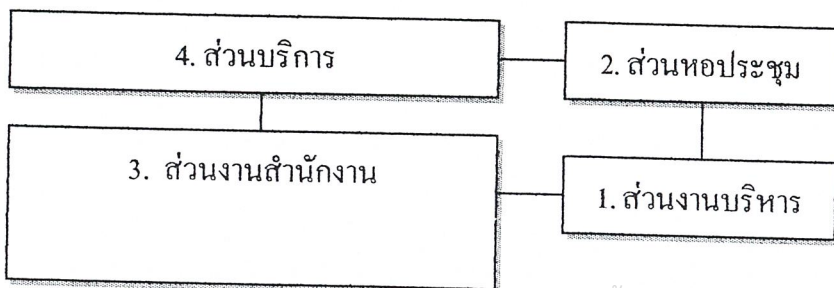 4. ส่วนบริการ
2. ส่วนหอประชุม
3. ส่วนงานสำนักงาน
1. ส่วนงานบริหาร